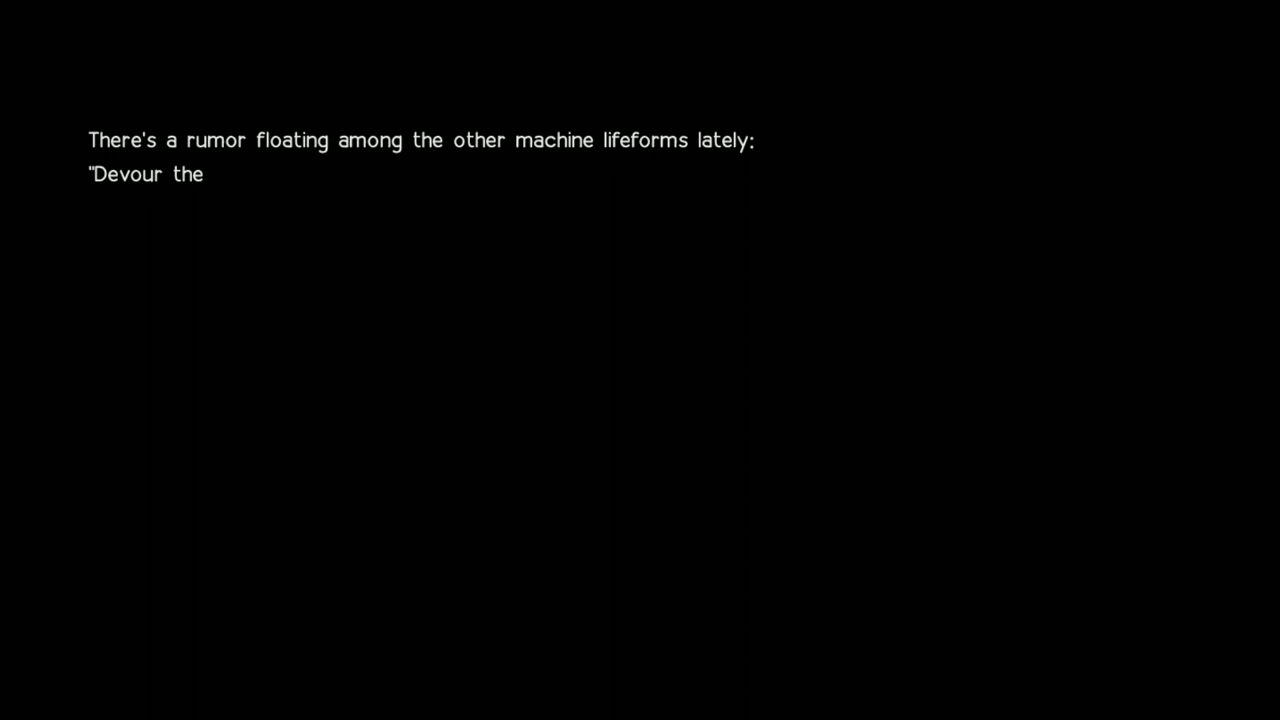 There's a rumor floating among the other machine lifeforms lately:
"Devour the